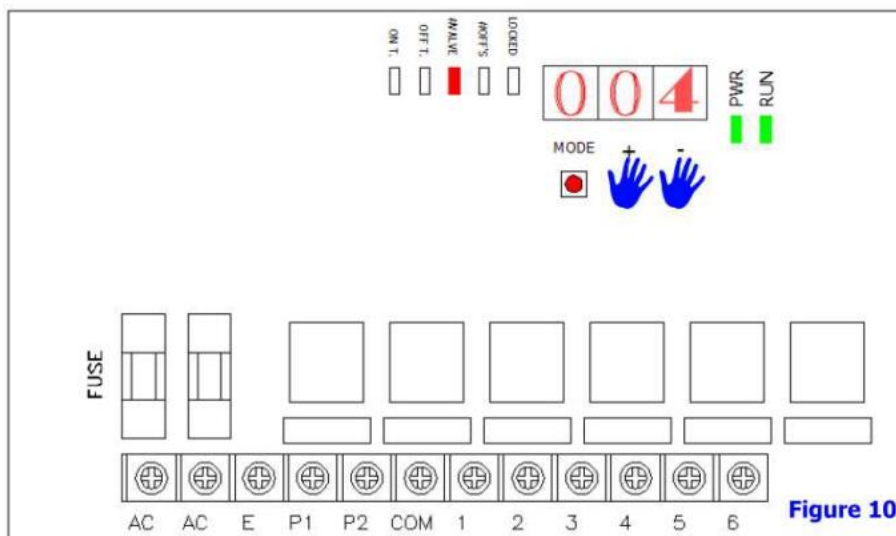 ON T.
OFF T.
#VALVE
#OFF'S
LOCKED
004
PWR
RUN
MODE
+
-
FUSE
AC AC E P1 P2 COM 1 2 3 4 5 6
Figure 10